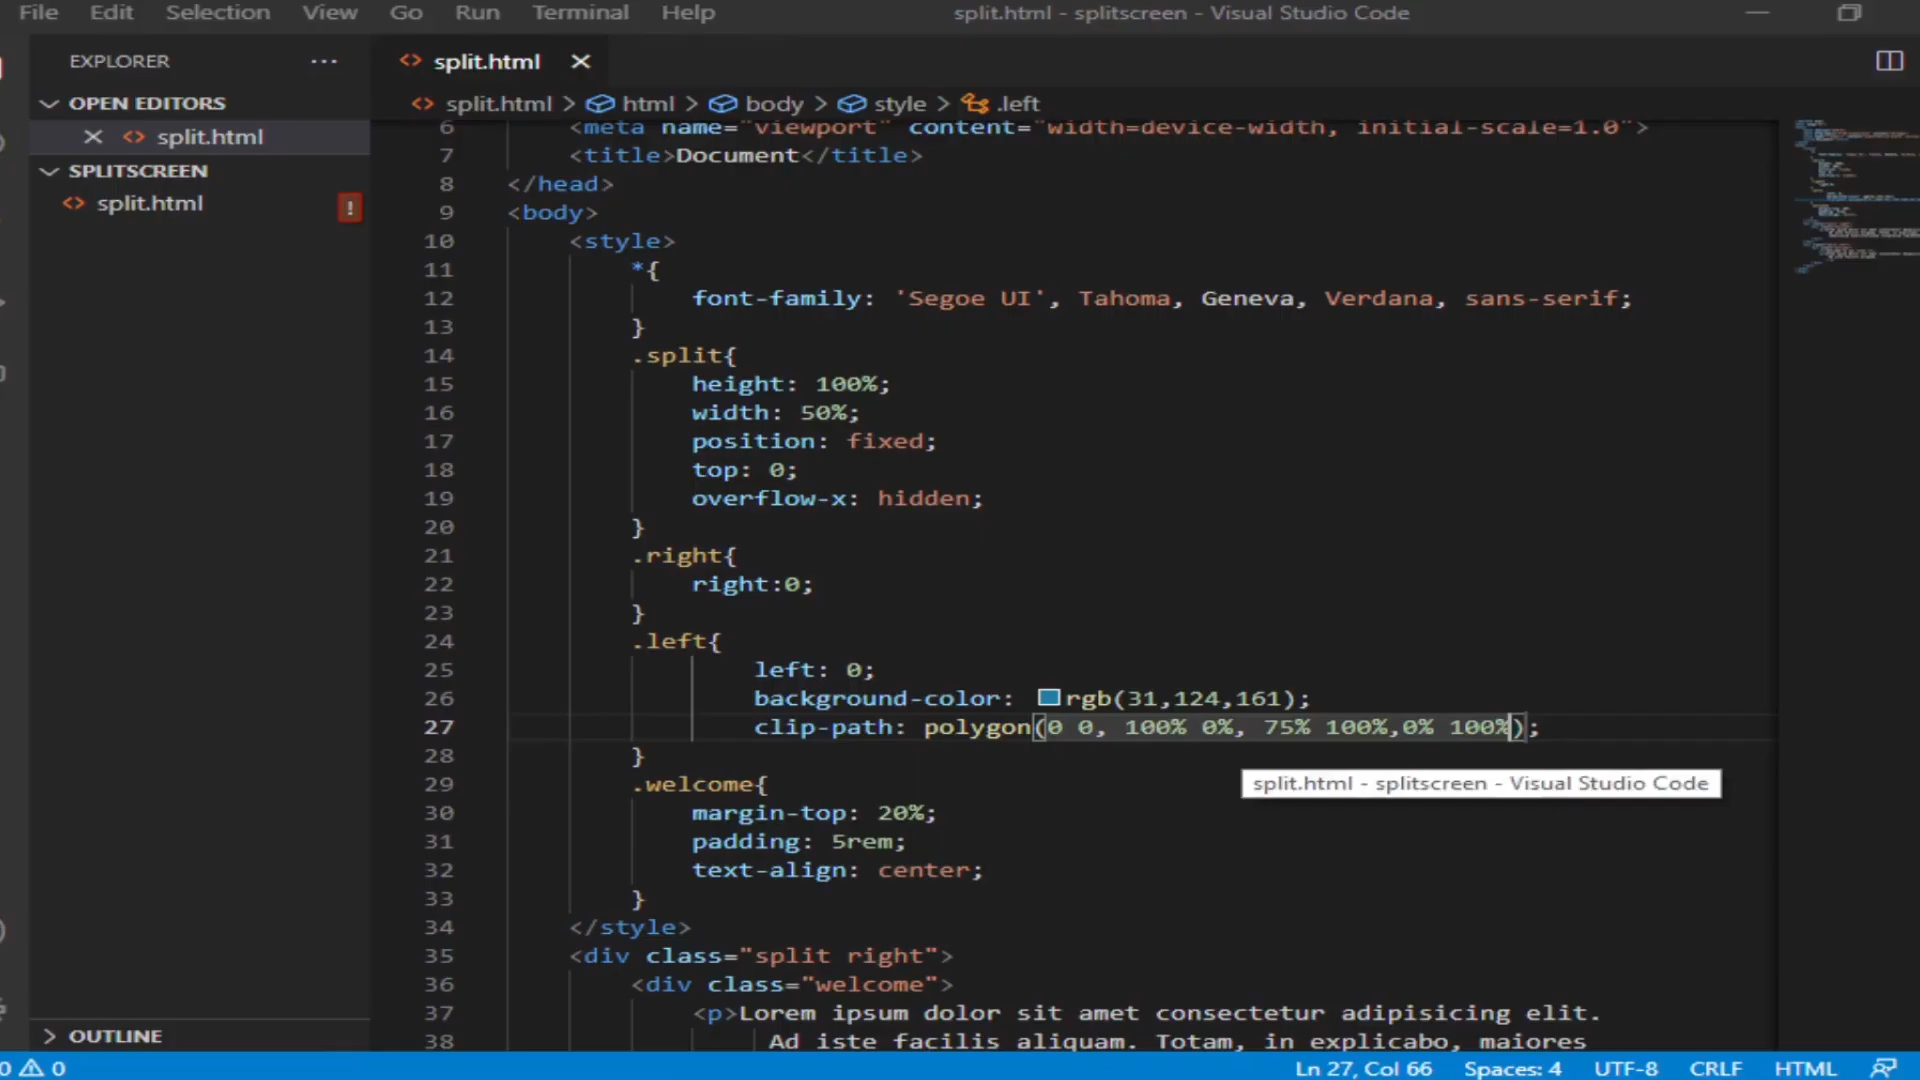 File Edit Selection View Go Run Terminal Help split.html - splitscreen - Visual Studio Code
EXPLORER ···
split.html
OPEN EDITORS
split.html
SPLITSCREEN
split.html !
OUTLINE
<> split.html > html > body > style > .left
6 <meta name="viewport" content="width=device-width, initial-scale=1.0">
7 <title>Document</title>
8 </head>
9 <body>
10 <style>
11 *{
12 font-family: 'Segoe UI', Tahoma, Geneva, Verdana, sans-serif;
13 }
14 .split{
15 height: 100%;
16 width: 50%;
17 position: fixed;
18 top: 0;
19 overflow-x: hidden;
20 }
21 .right{
22 right:0;
23 }
24 .left{
25 left: 0;
26 background-color: rgb(31,124,161);
27 clip-path: polygon(0 0, 100% 0%, 75% 100%,0% 100%);
28 }
29 .welcome{
split.html - splitscreen - Visual Studio Code
30 margin-top: 20%;
31 padding: 5rem;
32 text-align: center;
33 }
34 </style>
35 <div class="split right">
36 <div class="welcome">
37 <p>Lorem ipsum dolor sit amet consectetur adipisicing elit.
38 Ad iste facilis aliquam. Totam, in explicabo, maiores
0 0 Ln 27, Col 66 Spaces: 4 UTF-8 CRLF HTML